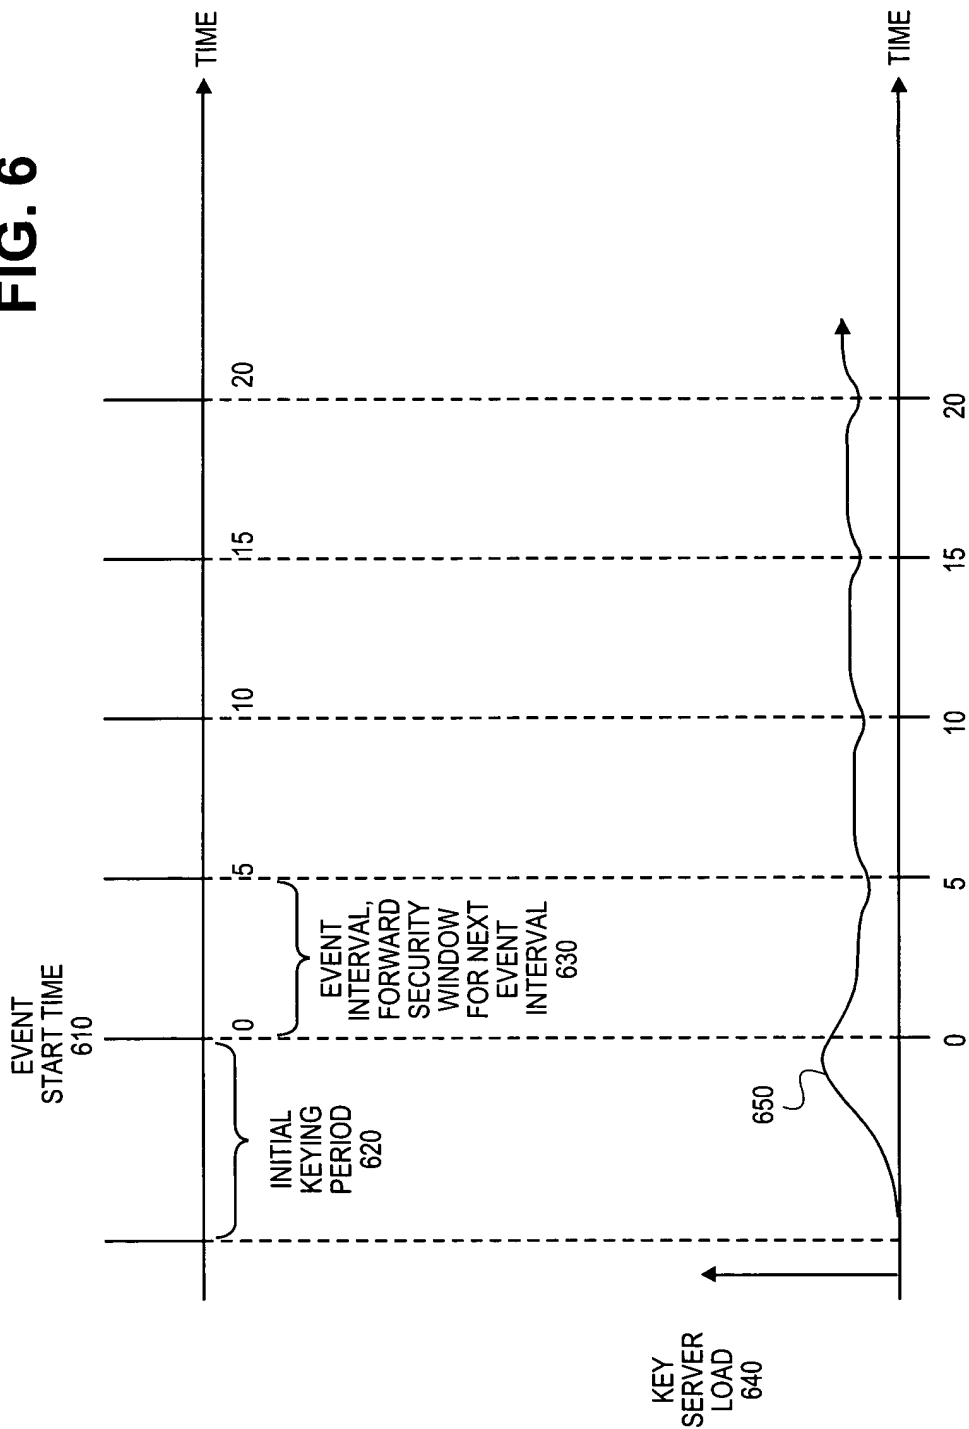 FIG. 6
EVENT
START TIME
610
TIME
0
5
10
15
20
INITIAL
KEYING
PERIOD
620
EVENT
INTERVAL,
FORWARD
SECURITY
WINDOW
FOR NEXT
EVENT
INTERVAL
630
KEY
SERVER
LOAD
640
650
TIME
0
5
10
15
20